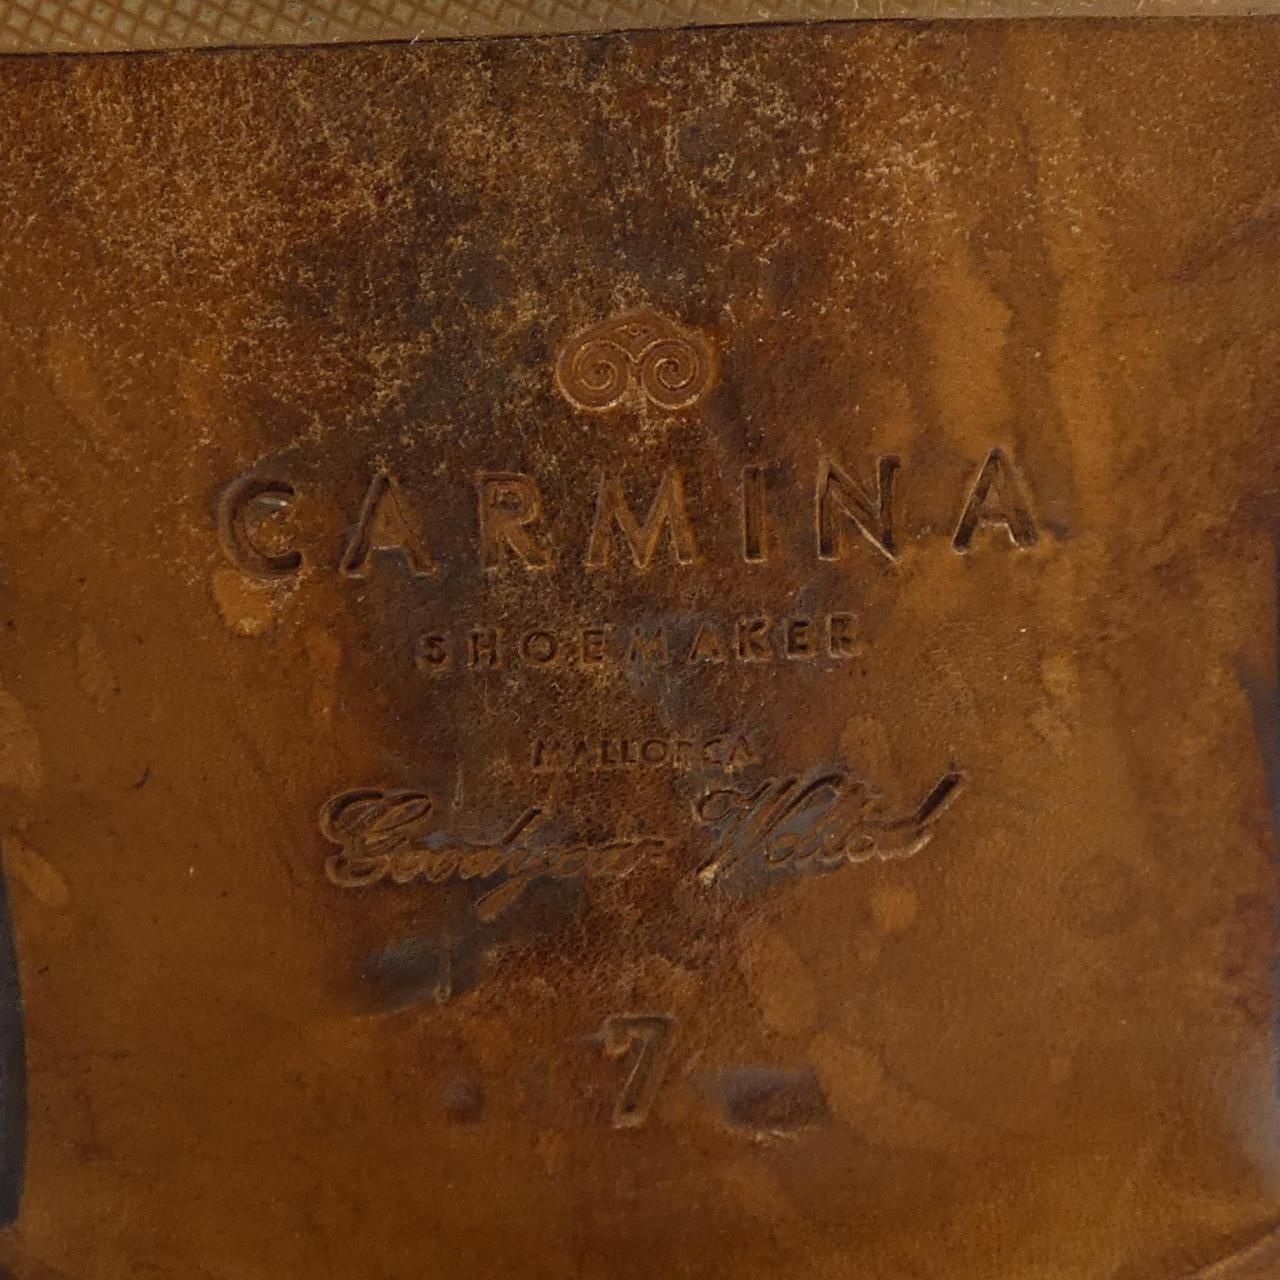 CARMINA
SHOEMAKER
MALLORCA
Goodyear Welted
7